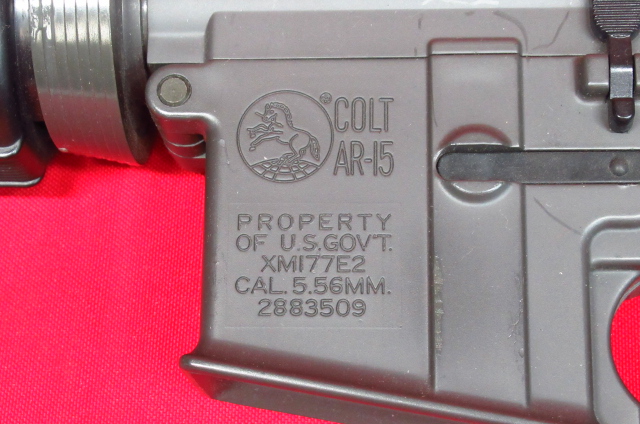 ®
COLT
AR-15
PROPERTY
OF U.S.GOV'T.
XM177E2
CAL.5.56MM.
2883509